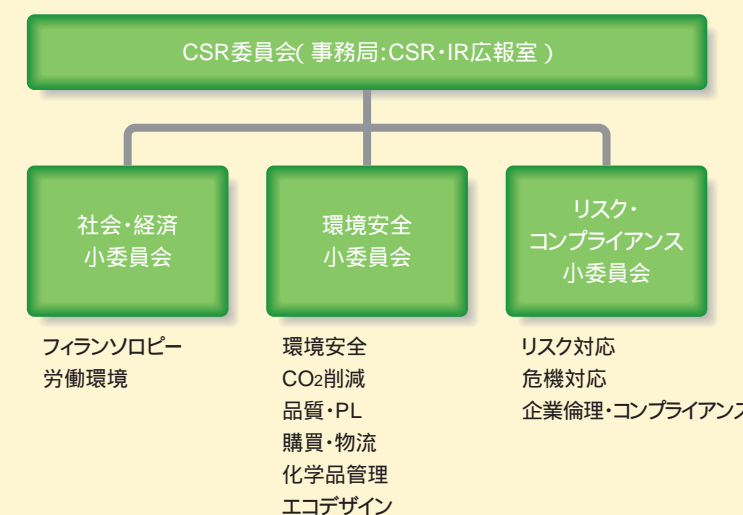 CSR委員会(事務局:CSR・IR広報室)
社会・経済
小委員会
環境安全
小委員会
リスク・
コンプライアンス
小委員会
フィランソロピー
労働環境
環境安全
CO2削減
品質・PL
購買・物流
化学品管理
エコデザイン
リスク対応
危機対応
企業倫理・コンプライアンス